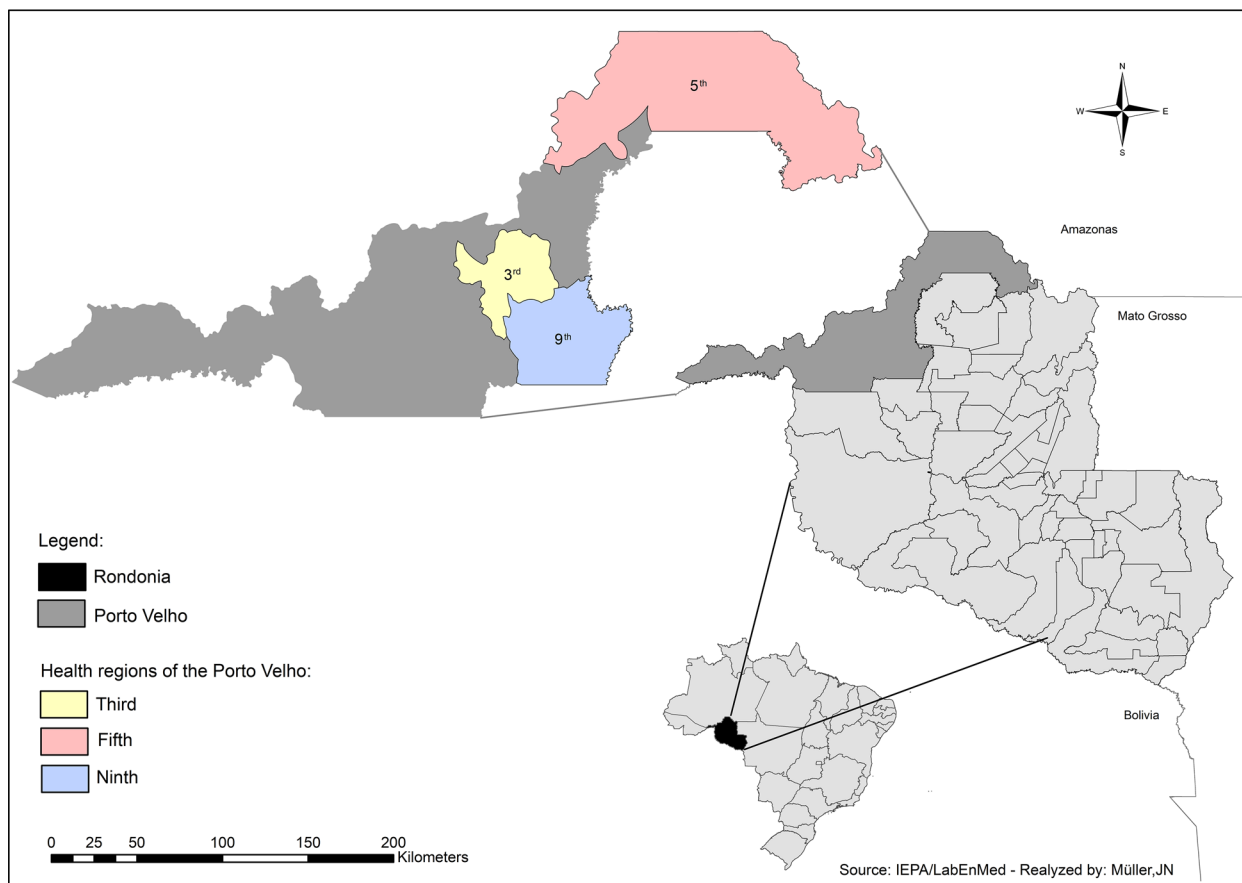 5th
N
W E
S
Amazonas
3rd
Mato Grosso
9th
Legend:
Rondonia
Porto Velho
Health regions of the Porto Velho:
Third
Fifth
Ninth
Bolivia
0 25 50 100 150 200
Kilometers
Source: IEPA/LabEnMed - Realyzed by: Müller,JN